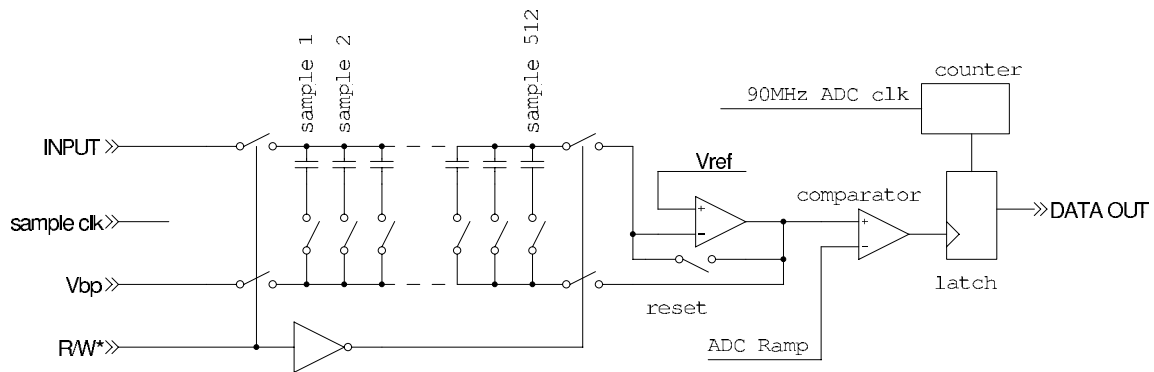 sample 1
sample 2
sample 512
counter
90MHz ADC clk
INPUT
Vref
comparator
+
−
+
−
sample clk
DATA OUT
Vbp
latch
reset
R/W*
ADC Ramp